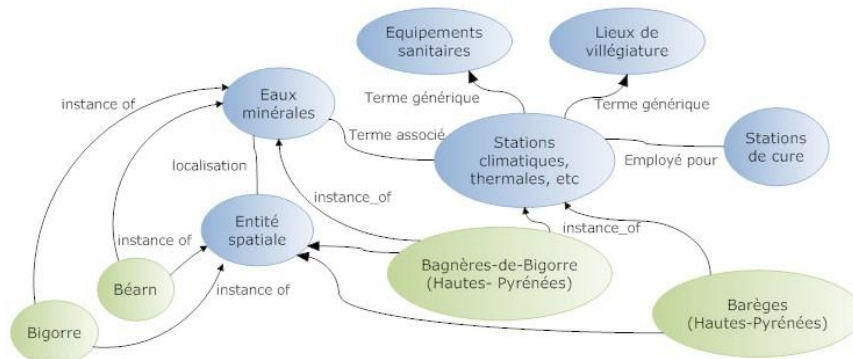 Equipements
sanitaires
Lieux de
villégiature
instance of
Eaux
minérales
Terme générique
Terme générique
Terme associé
Stations
climatiques,
thermales, etc
Employé pour
Stations
de cure
localisation
instance_of
Entité
spatiale
instance of
instance_of
Béarn
instance of
Bagnères-de-Bigorre
(Hautes- Pyrénées)
Barèges
(Hautes-Pyrénées)
Bigorre